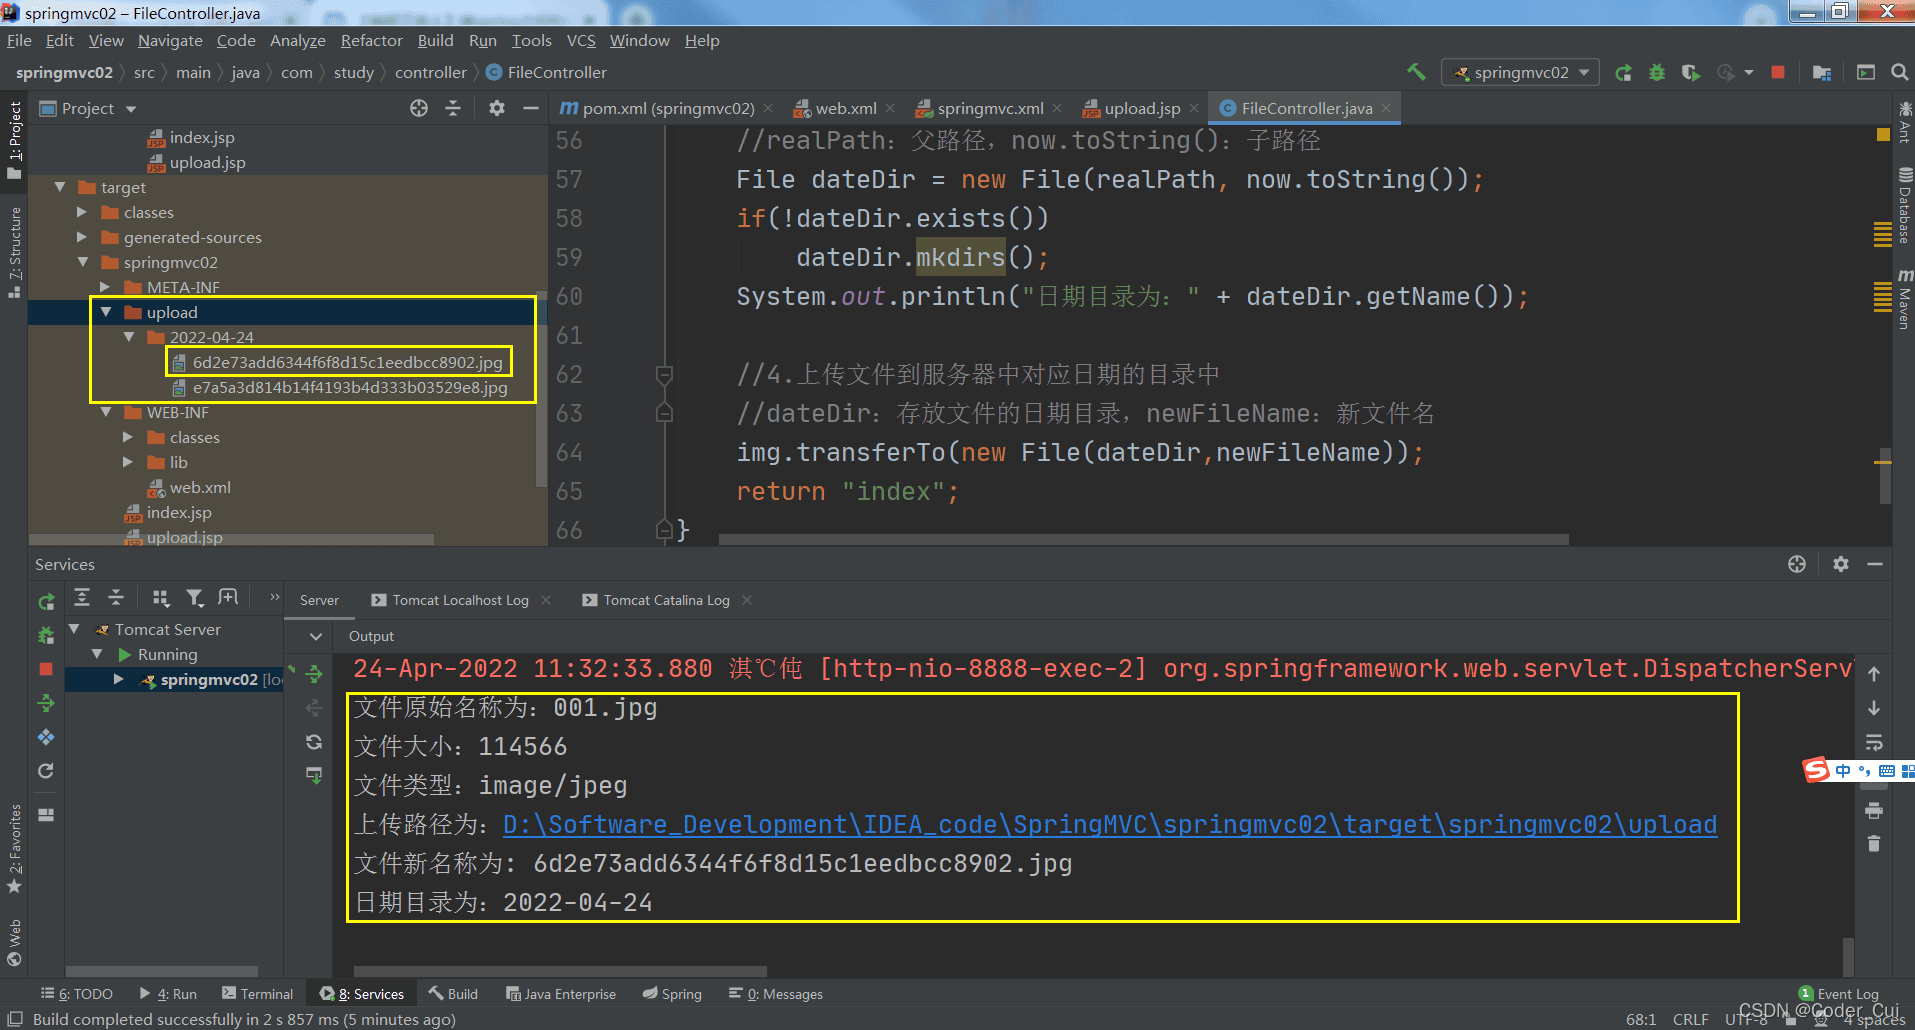 springmvc02 – FileController.java
File Edit View Navigate Code Analyze Refactor Build Run Tools VCS Window Help
springmvc02 src main java com study controller FileController
springmvc02
Project
pom.xml (springmvc02)
web.xml
springmvc.xml
upload.jsp
FileController.java
1: Project
7: Structure
index.jsp
upload.jsp
target
classes
generated-sources
springmvc02
META-INF
upload
2022-04-24
6d2e73add6344f6f8d15c1eedbcc8902.jpg
e7a5a3d814b14f4193b4d333b03529e8.jpg
WEB-INF
classes
lib
web.xml
index.jsp
upload.jsp
56 //realPath：父路径，now.toString()：子路径
57 File dateDir = new File(realPath, now.toString());
58 if(!dateDir.exists())
59 dateDir.mkdirs();
60 System.out.println("日期目录为：" + dateDir.getName());
61
62 //4.上传文件到服务器中对应日期的目录中
63 //dateDir：存放文件的日期目录，newFileName：新文件名
64 img.transferTo(new File(dateDir,newFileName));
65 return "index";
66 }
Ant
Database
Maven
Services
Server
Tomcat Localhost Log
Tomcat Catalina Log
Tomcat Server
Running
springmvc02 [loc
Output
24-Apr-2022 11:32:33.880 淇℃伅 [http-nio-8888-exec-2] org.springframework.web.servlet.DispatcherServ
文件原始名称为：001.jpg
文件大小：114566
文件类型：image/jpeg
上传路径为：D:\Software_Development\IDEA_code\SpringMVC\springmvc02\target\springmvc02\upload
文件新名称为：6d2e73add6344f6f8d15c1eedbcc8902.jpg
日期目录为：2022-04-24
中
2: Favorites
Web
6: TODO
4: Run
Terminal
8: Services
Build
Java Enterprise
Spring
0: Messages
1 Event Log
Build completed successfully in 2 s 857 ms (5 minutes ago)
68:1 CRLF UTF-8 4 spaces
CSDN @Coder_Cui